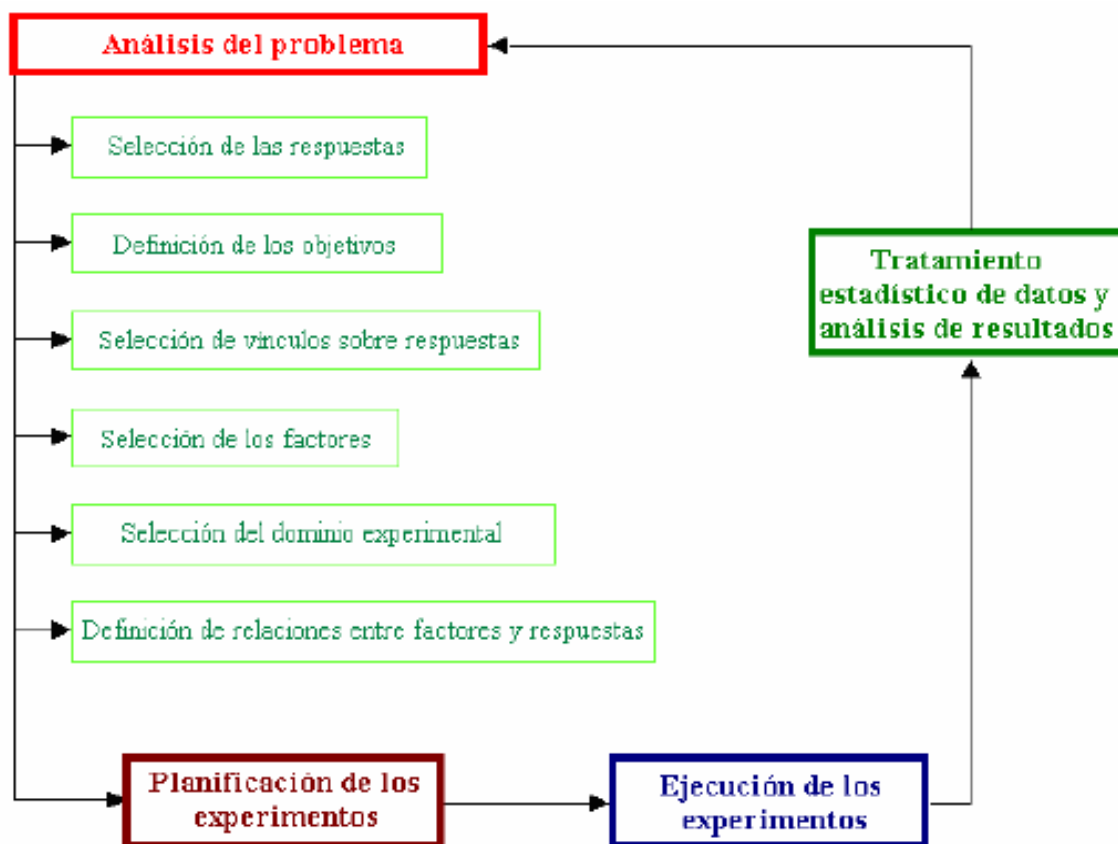 Análisis del problema
Selección de las respuestas
Definición de los objetivos
Selección de vínculos sobre respuestas
Selección de los factores
Selección del dominio experimental
Definición de relaciones entre factores y respuestas
Planificación de los
experimentos
Ejecución de los
experimentos
Tratamiento
estadístico de datos y
análisis de resultados